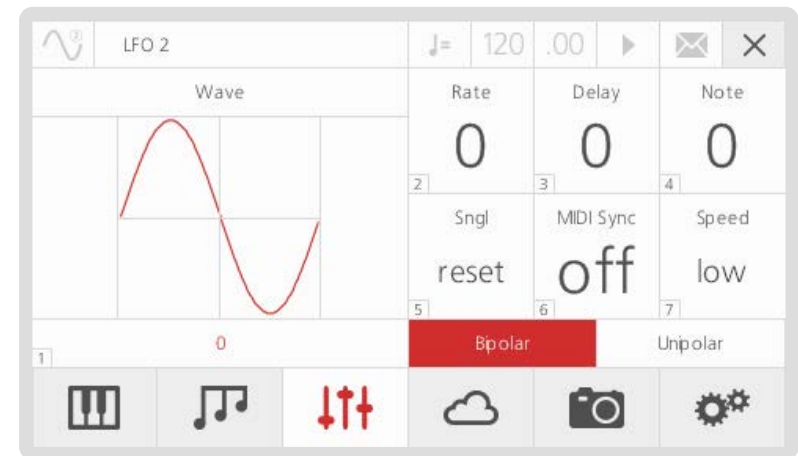 2 LFO 2 = 120 .00
Wave Rate Delay Note
0 0 0
2 3 4
Sngl MIDI Sync Speed
reset off low
5 6 7
0 Bipolar Unipolar
1